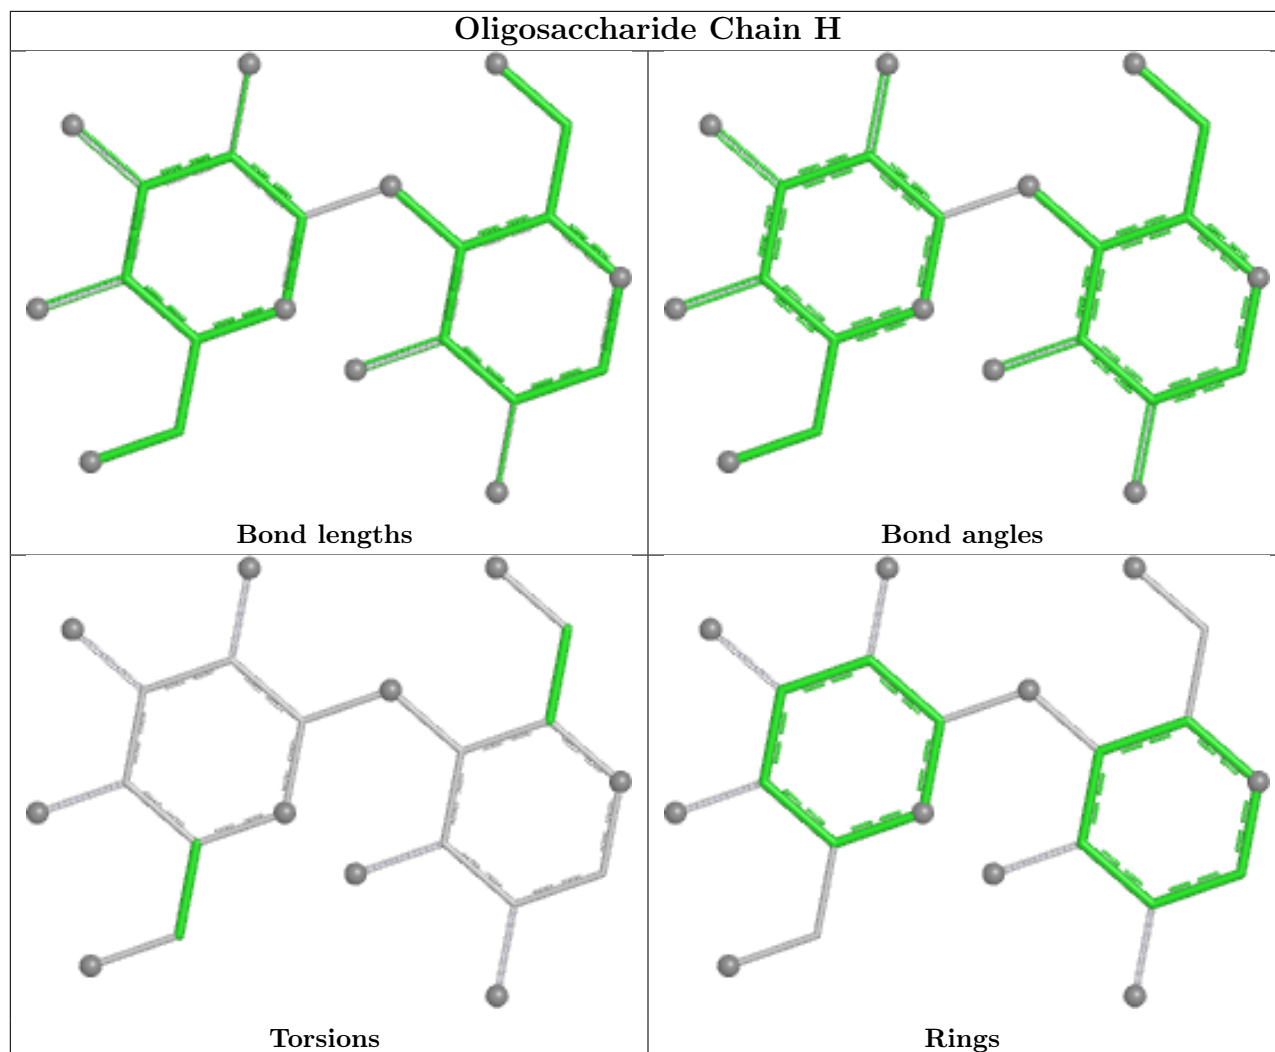 Oligosaccharide Chain H
Bond lengths
Bond angles
Torsions
Rings